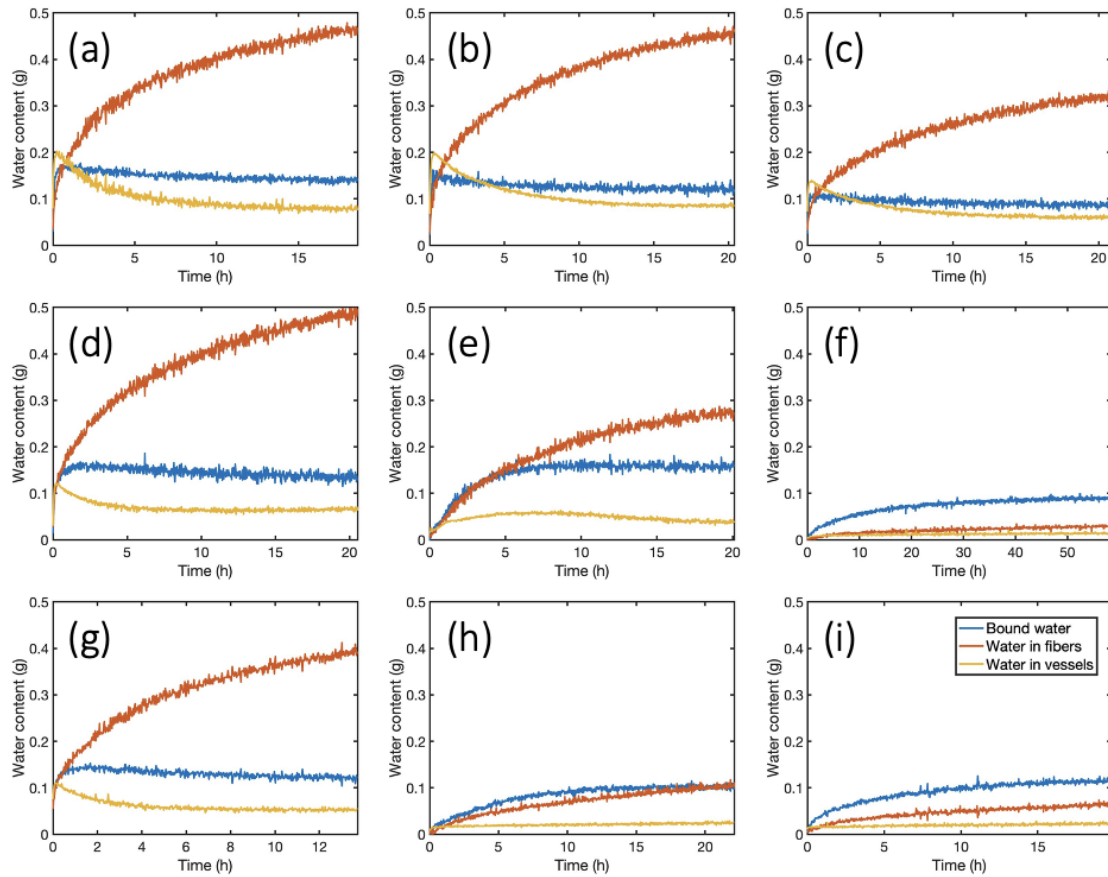 (a)
Water content (g)
0.5
0.4
0.3
0.2
0.1
0
0 5 10 15
Time (h)
(b)
Water content (g)
0.5
0.4
0.3
0.2
0.1
0
0 5 10 15 20
Time (h)
(c)
Water content (g)
0.5
0.4
0.3
0.2
0.1
0
0 5 10 15 20
Time (h)
(d)
Water content (g)
0.5
0.4
0.3
0.2
0.1
0
0 5 10 15 20
Time (h)
(e)
Water content (g)
0.5
0.4
0.3
0.2
0.1
0
0 5 10 15 20
Time (h)
(f)
Water content (g)
0.5
0.4
0.3
0.2
0.1
0
0 10 20 30 40 50
Time (h)
(g)
Water content (g)
0.5
0.4
0.3
0.2
0.1
0
0 2 4 6 8 10 12
Time (h)
(h)
Water content (g)
0.5
0.4
0.3
0.2
0.1
0
0 5 10 15 20
Time (h)
(i)
Bound water
Water in fibers
Water in vessels
Water content (g)
0.5
0.4
0.3
0.2
0.1
0
0 5 10 15
Time (h)